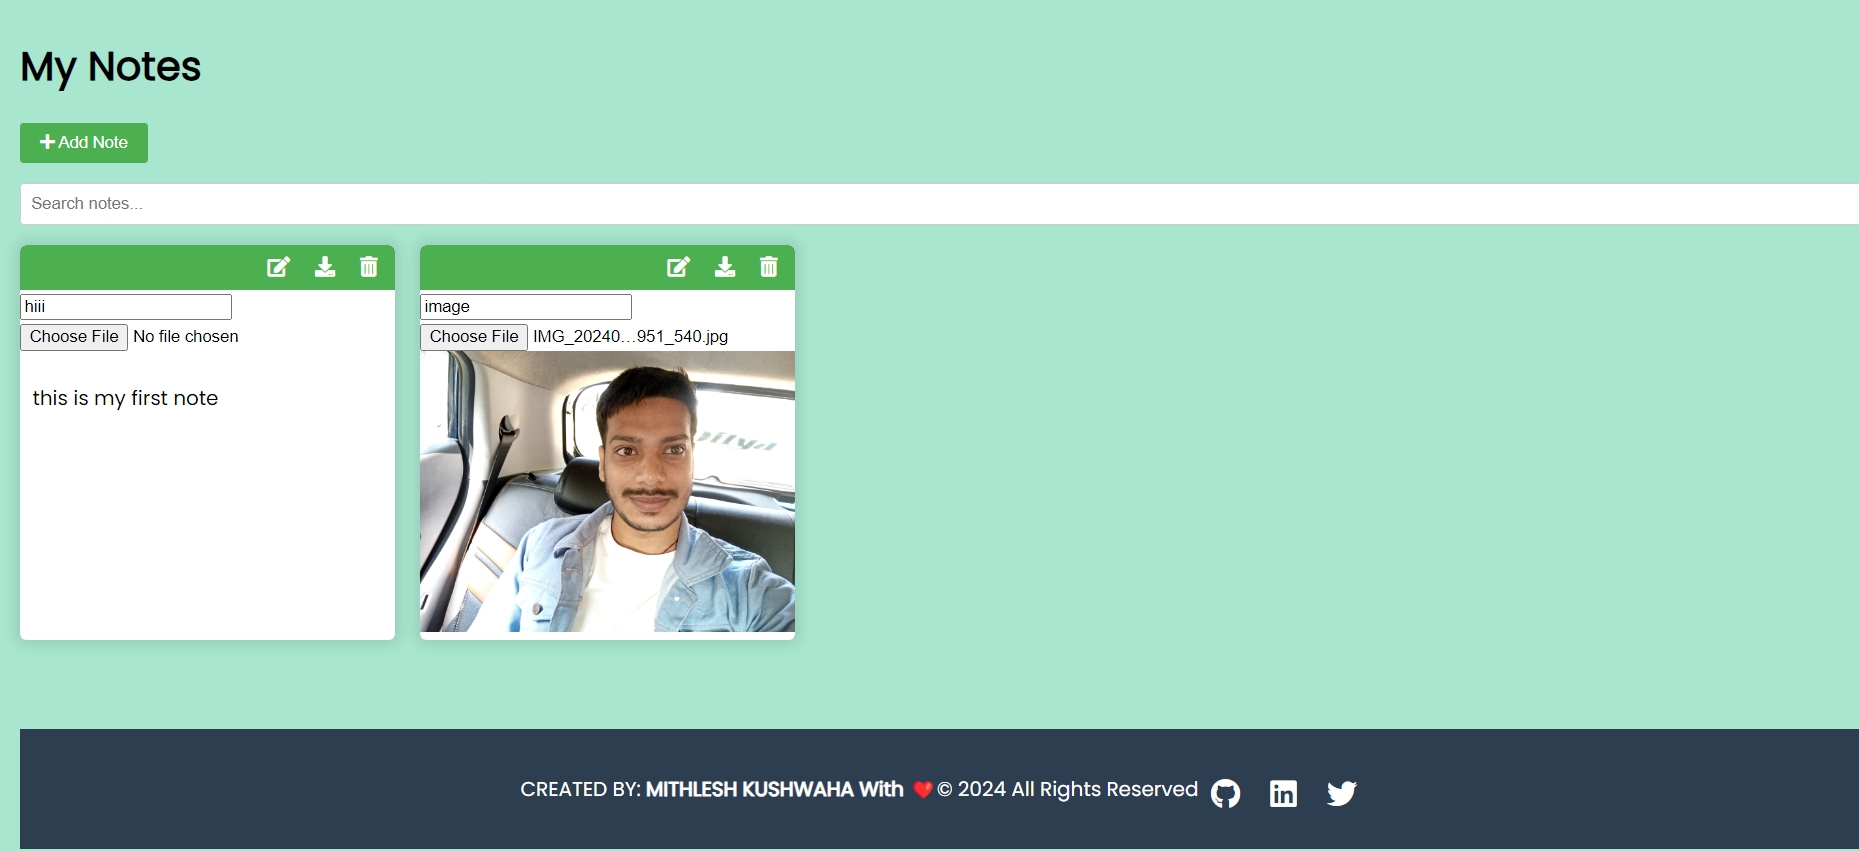 My Notes
Add Note
Search notes...
hiii
Choose File No file chosen
this is my first note
image
Choose File IMG_20240...951_540.jpg
CREATED BY: MITHLESH KUSHWAHA With ❤️ © 2024 All Rights Reserved
in